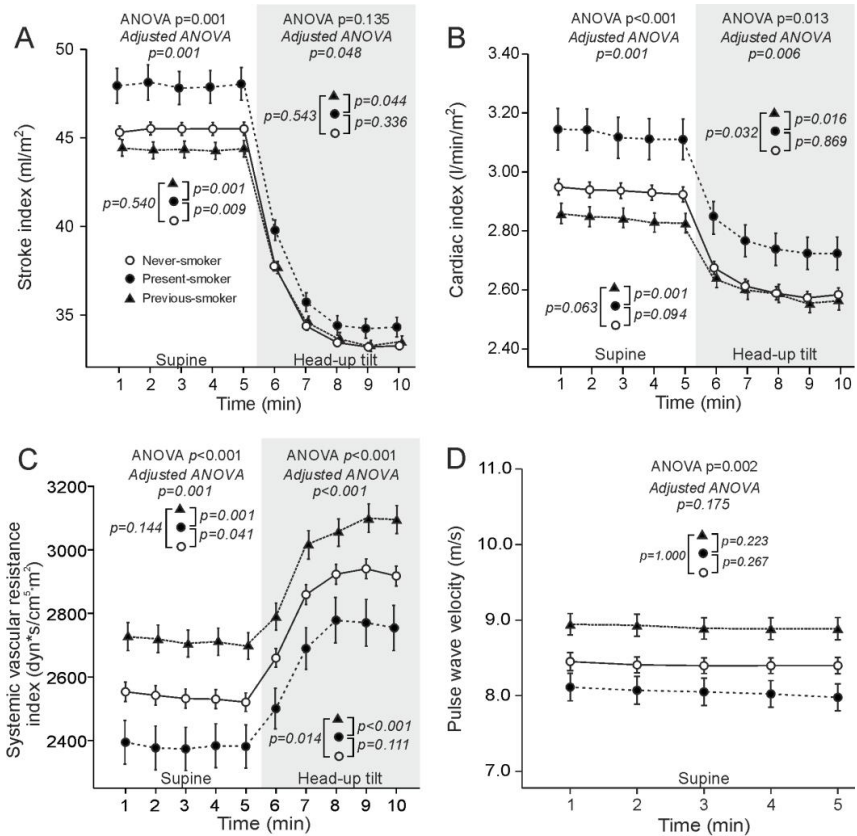 A
ANOVA p=0.001
Adjusted ANOVA
p=0.001
ANOVA p=0.135
Adjusted ANOVA
p=0.048
50
45
40
35
Stroke index (ml/m²)
p=0.543
p=0.044
p=0.336
p=0.540
p=0.001
p=0.009
Never-smoker
Present-smoker
Previous-smoker
Supine
Head-up tilt
1 2 3 4 5 6 7 8 9 10
Time (min)
B
ANOVA p<0.001
Adjusted ANOVA
p=0.001
ANOVA p=0.013
Adjusted ANOVA
p=0.006
3.40
3.20
3.00
2.80
2.60
2.40
Cardiac index (l/min/m²)
p=0.032
p=0.016
p=0.869
p=0.063
p=0.001
p=0.094
Supine
Head-up tilt
1 2 3 4 5 6 7 8 9 10
Time (min)
C
ANOVA p<0.001
Adjusted ANOVA
p=0.001
ANOVA p<0.001
Adjusted ANOVA
p<0.001
3200
3000
2800
2600
2400
Systemic vascular resistance
index (dyn*s/cm⁵·m²)
p=0.144
p=0.001
p=0.041
p=0.014
p<0.001
p=0.111
Supine
Head-up tilt
1 2 3 4 5 6 7 8 9 10
Time (min)
D
ANOVA p=0.002
Adjusted ANOVA
p=0.175
11.0
10.0
9.0
8.0
7.0
Pulse wave velocity (m/s)
p=1.000
p=0.223
p=0.267
Supine
1 2 3 4 5
Time (min)